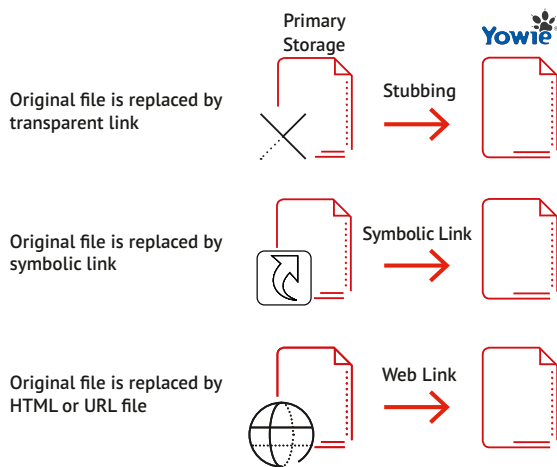 Primary
Storage
Yowie
Original file is replaced by
transparent link
Stubbing
Original file is replaced by
symbolic link
Symbolic Link
Original file is replaced by
HTML or URL file
Web Link